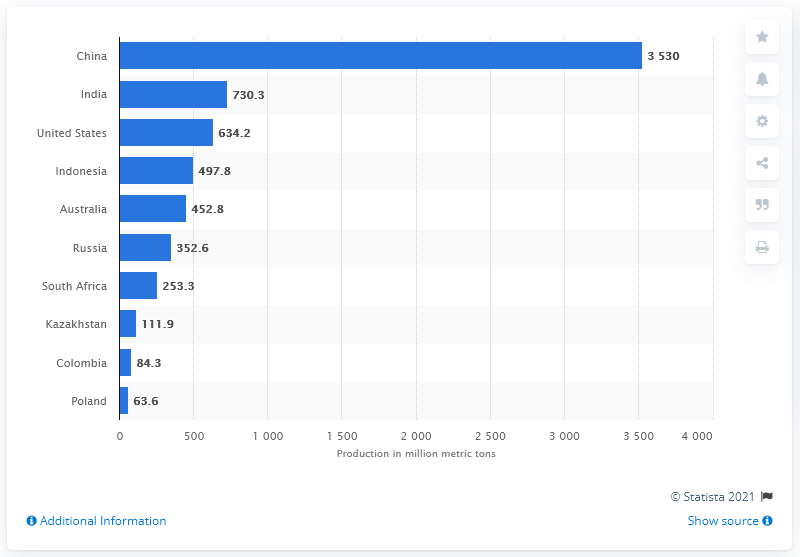 China 3 530
India 730.3
United States 634.2
Indonesia 497.8
Australia 452.8
Russia 352.6
South Africa 253.3
Kazakhstan 111.9
Colombia 84.3
Poland 63.6
0 500 1 000 1 500 2 000 2 500 3 000 3 500 4 000
Production in million metric tons
© Statista 2021
Additional Information Show source